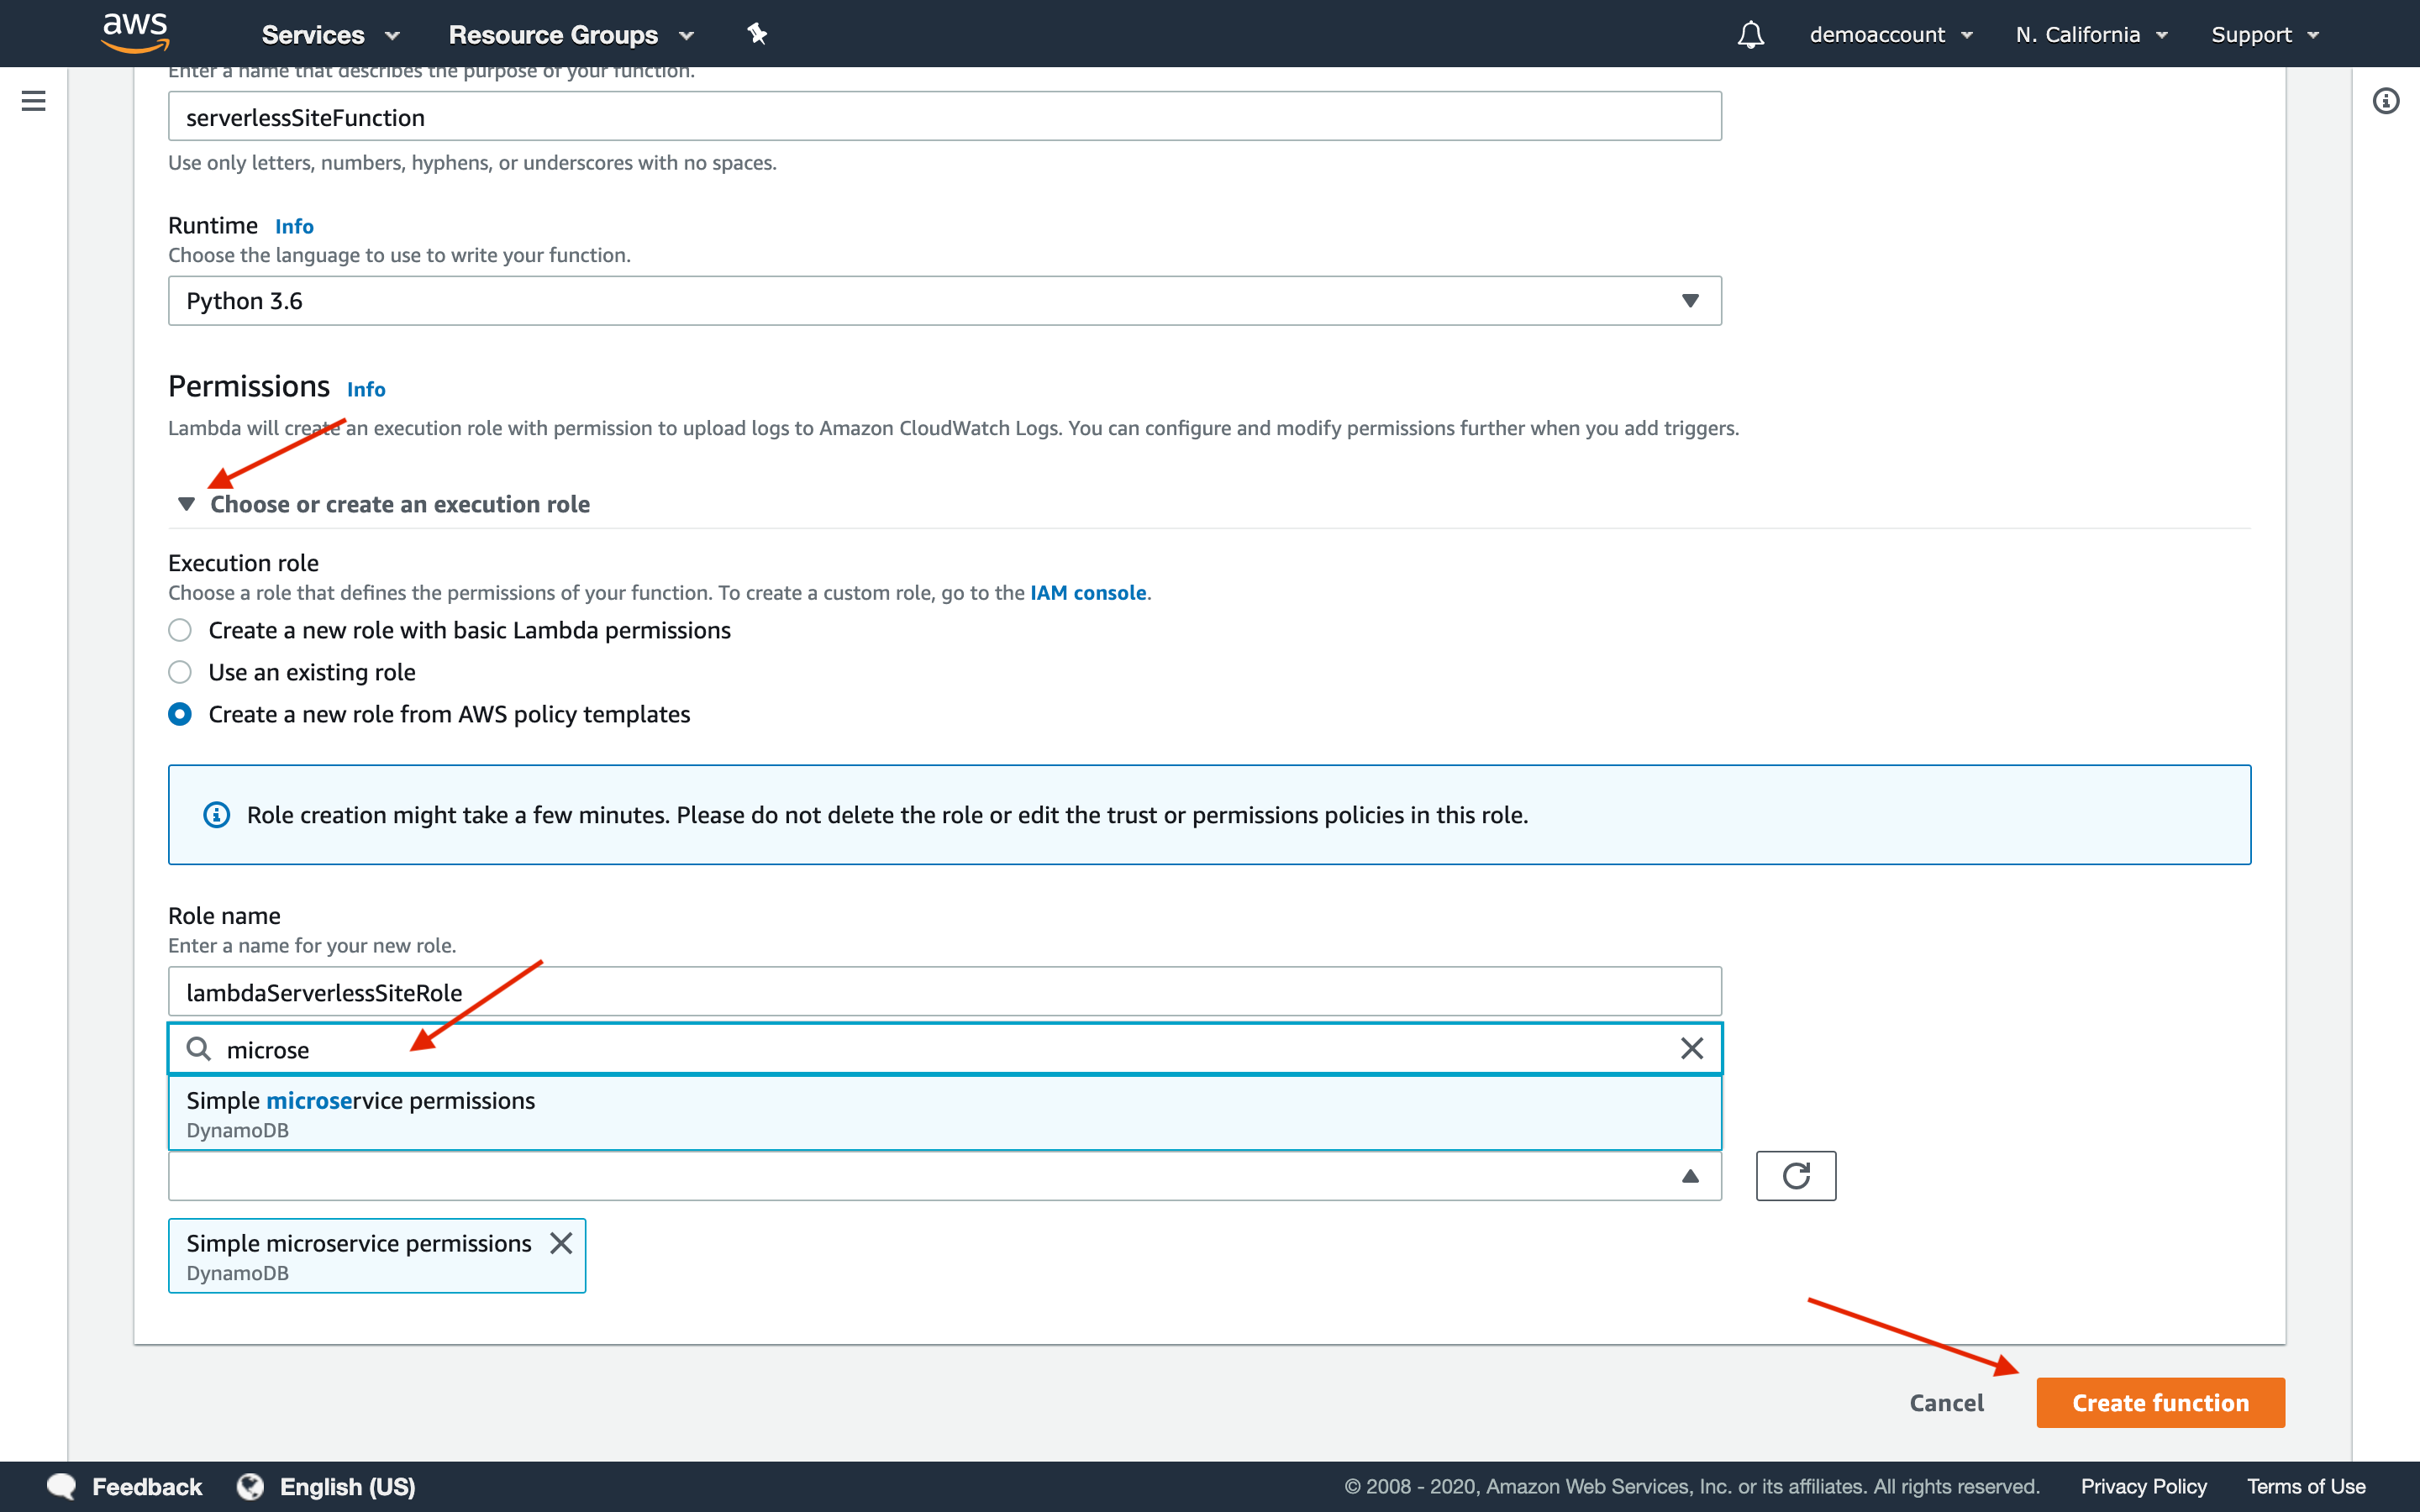 aws
Services
Resource Groups
demoaccount
N. California
Support
Enter a name that describes the purpose of your function.
serverlessSiteFunction
Use only letters, numbers, hyphens, or underscores with no spaces.
Runtime Info
Choose the language to use to write your function.
Python 3.6
Permissions Info
Lambda will create an execution role with permission to upload logs to Amazon CloudWatch Logs. You can configure and modify permissions further when you add triggers.
Choose or create an execution role
Execution role
Choose a role that defines the permissions of your function. To create a custom role, go to the IAM console.
Create a new role with basic Lambda permissions
Use an existing role
Create a new role from AWS policy templates
Role creation might take a few minutes. Please do not delete the role or edit the trust or permissions policies in this role.
Role name
Enter a name for your new role.
lambdaServerlessSiteRole
microse
Simple microservice permissions
DynamoDB
Simple microservice permissions
DynamoDB
Cancel
Create function
Feedback
English (US)
© 2008 - 2020, Amazon Web Services, Inc. or its affiliates. All rights reserved.
Privacy Policy
Terms of Use